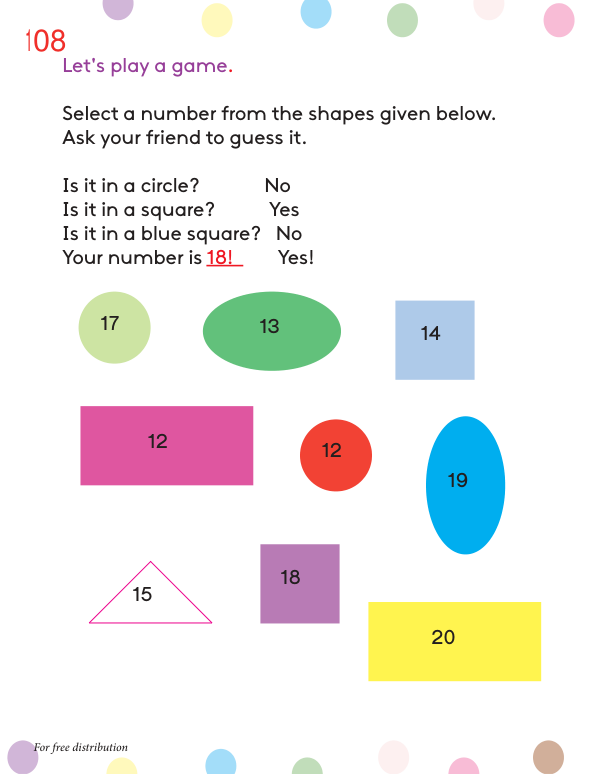 108
Let's play a game.
Select a number from the shapes given below.
Ask your friend to guess it.
Is it in a circle? No
Is it in a square? Yes
Is it in a blue square? No
Your number is 18! Yes!
17
13
14
12
12
19
15
18
20
For free distribution